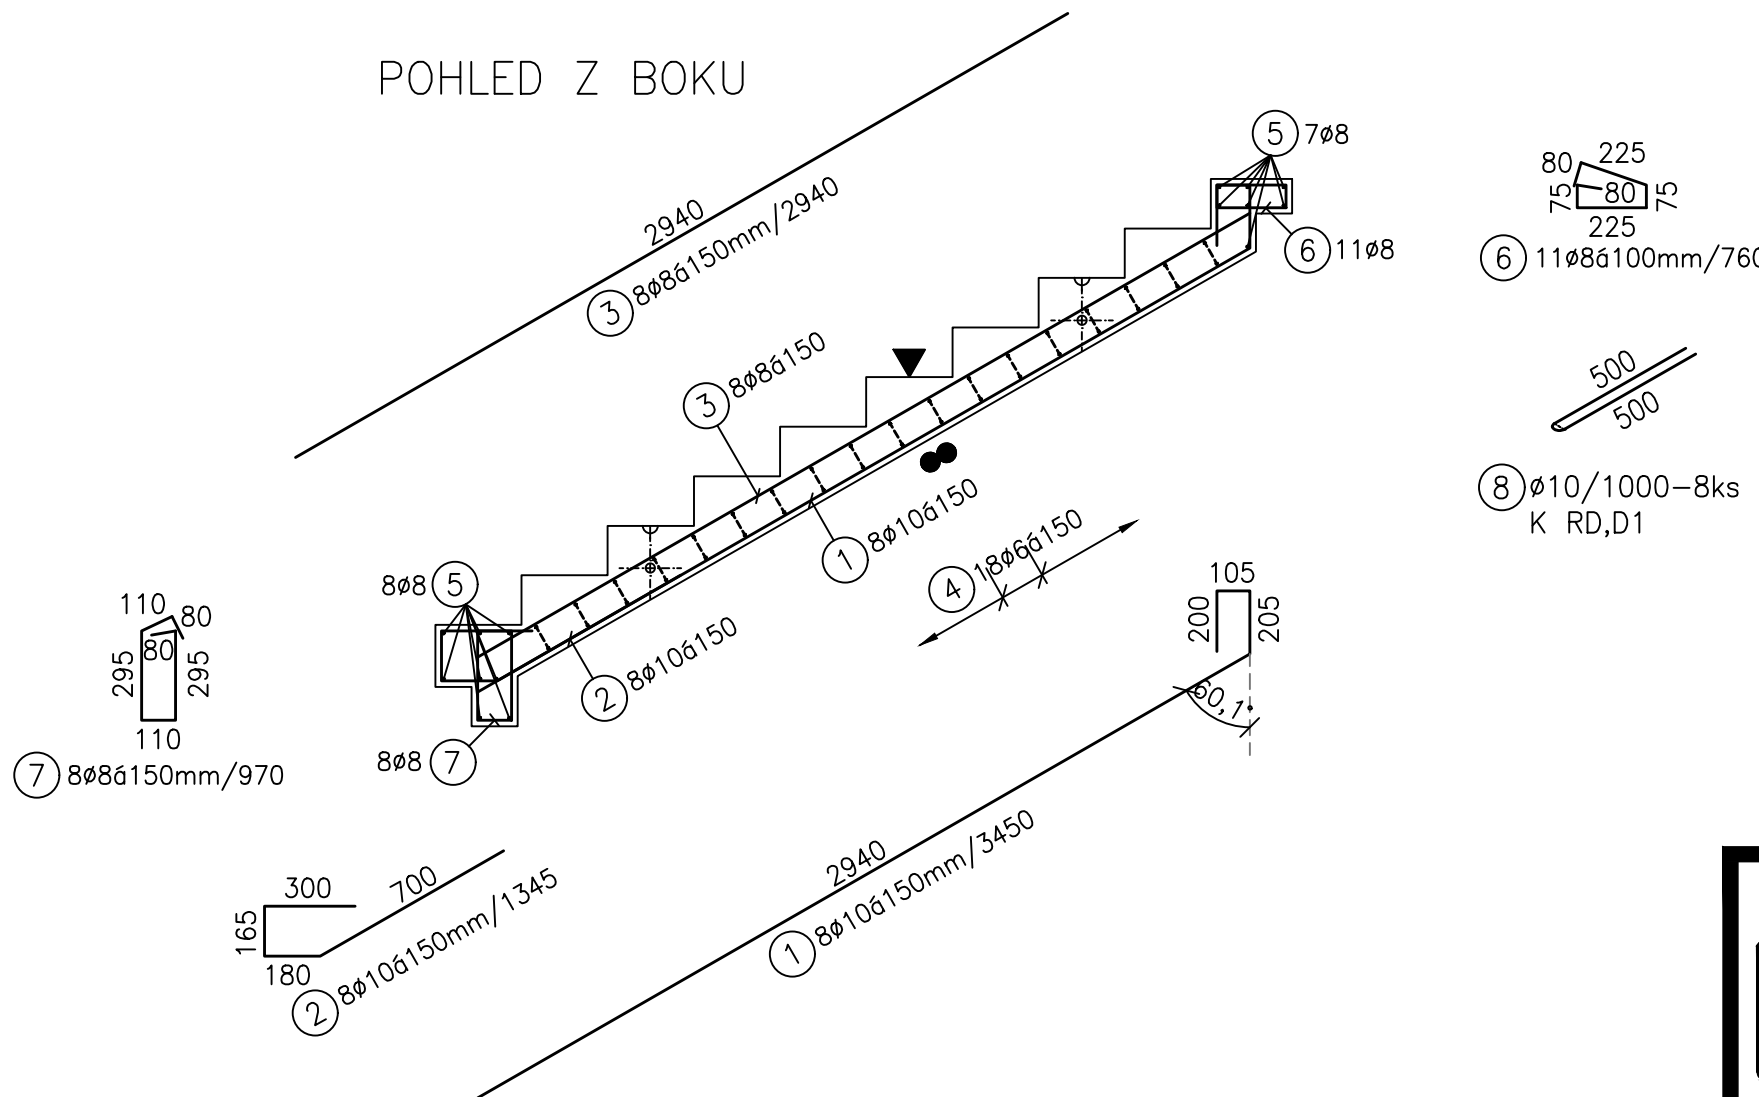 POHLED Z BOKU
2940
3 8ø8á150mm/2940
5 7ø8
6 11ø8
80 225
75 80 75
225
6 11ø8á100mm/760
3 8ø8á150
500
500
8 ø10/1000-8ks
K RD,D1
1 8ø10á150
4 18ø6á150
8ø8 5
2 8ø10á150
105
200 205
60,1°
110 80
80
295 295
110
7 8ø8á150mm/970
8ø8 7
2940
1 8ø10á150mm/3450
300 700
165
180
2 8ø10á150mm/1345